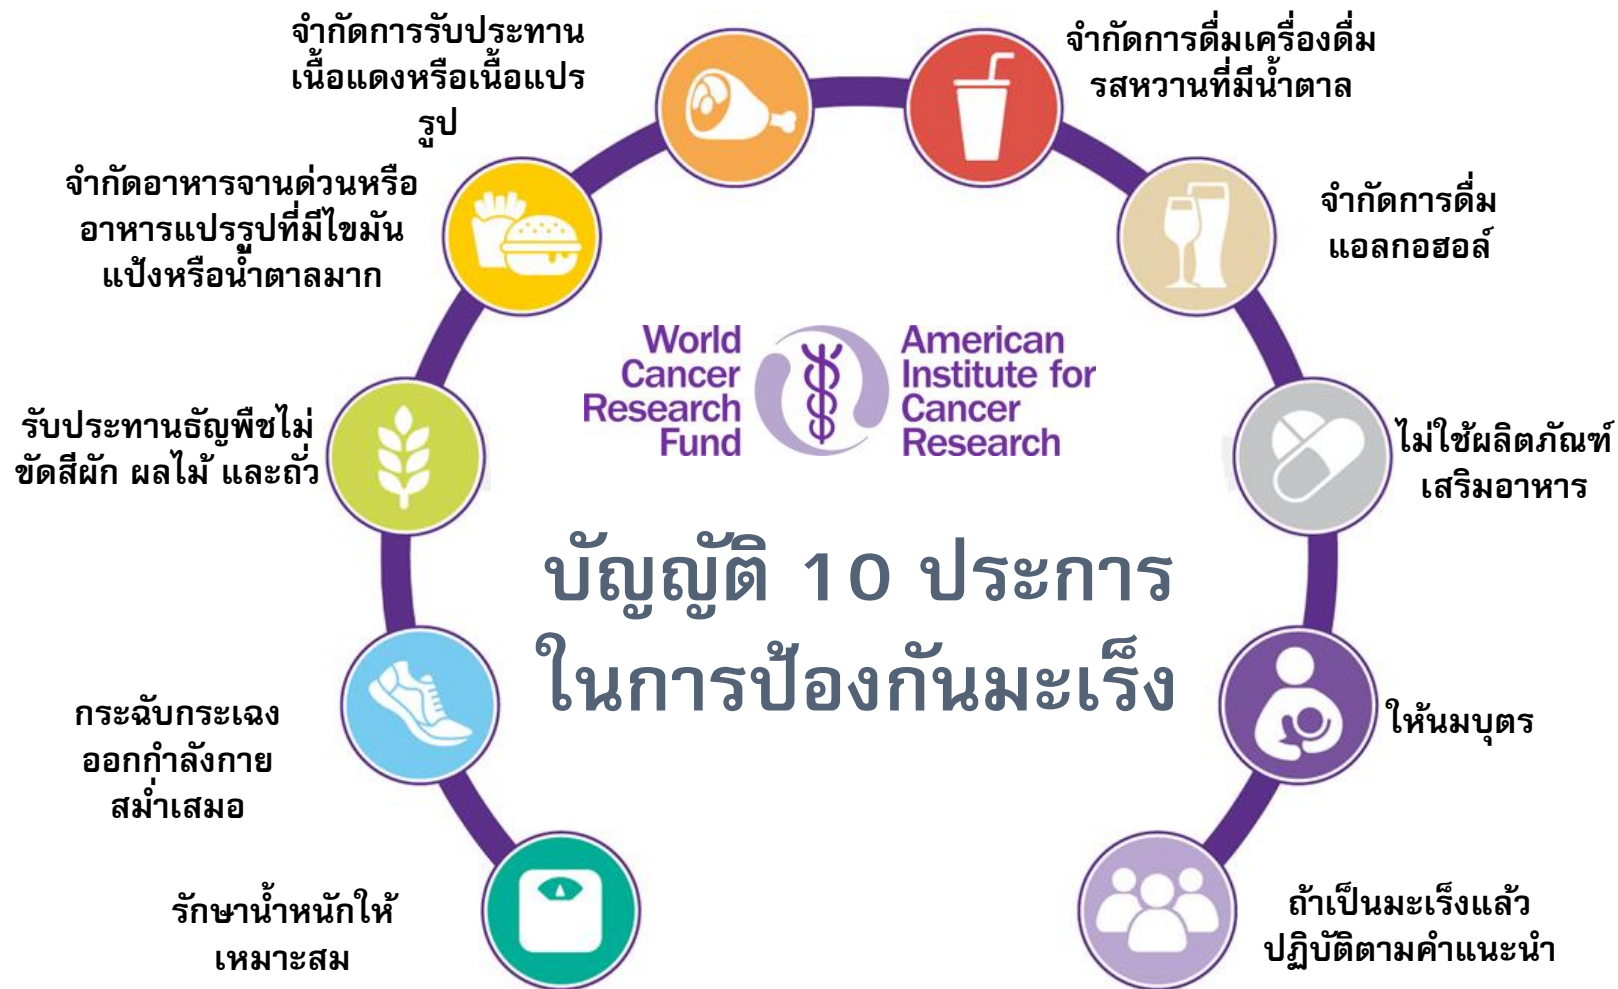 จำกัดการรับประทาน
เนื้อแดงหรือเนื้อแปร
รูป
จำกัดการดื่มเครื่องดื่ม
รสหวานที่มีน้ำตาล
จำกัดอาหารจานด่วนหรือ
อาหารแปรรูปที่มีไขมัน
แป้งหรือน้ำตาลมาก
จำกัดการดื่ม
แอลกอฮอล์
World
Cancer
Research
Fund
American
Institute for
Cancer
Research
รับประทานธัญพืชไม่
ขัดสีผัก ผลไม้ และถั่ว
ไม่ใช้ผลิตภัณฑ์
เสริมอาหาร
บัญญัติ 10 ประการ
ในการป้องกันมะเร็ง
กระฉับกระเฉง
ออกกำลังกาย
สม่ำเสมอ
ให้นมบุตร
รักษาน้ำหนักให้
เหมาะสม
ถ้าเป็นมะเร็งแล้ว
ปฏิบัติตามคำแนะนำ